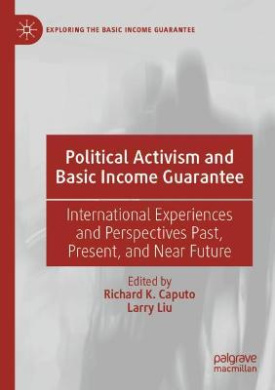 EXPLORING THE BASIC INCOME GUARANTEE
Political Activism and
Basic Income Guarantee
International Experiences
and Perspectives Past,
Present, and Near Future
Edited by
Richard K. Caputo
Larry Liu
palgrave
macmillan